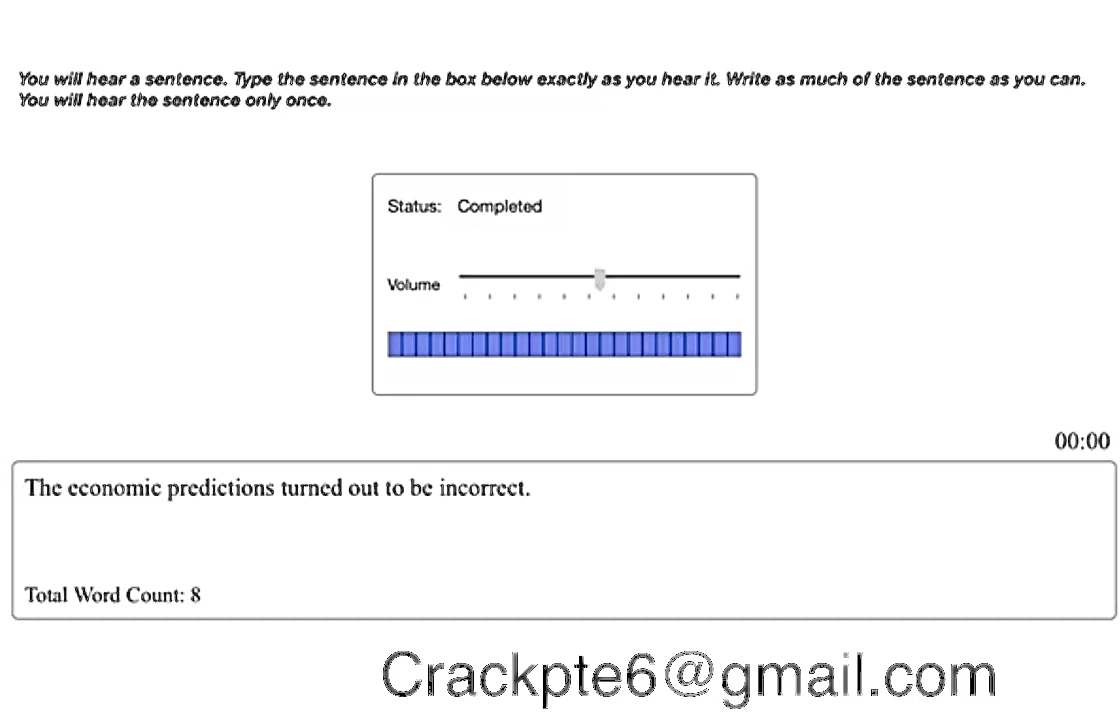 You will hear a sentence. Type the sentence in the box below exactly as you hear it. Write as much of the sentence as you can.
You will hear the sentence only once.
Status: Completed
Volume
00:00
The economic predictions turned out to be incorrect.
Total Word Count: 8
Crackpte6@gmail.com